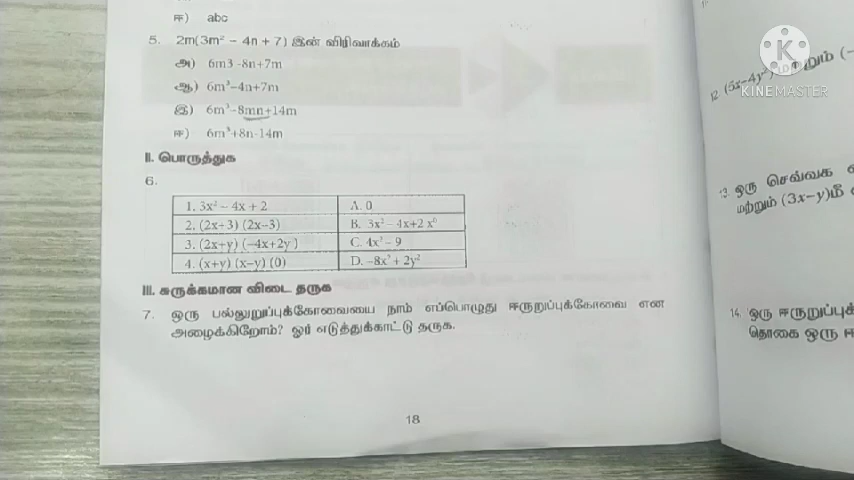 ஈ) abc
5. 2m(3m² – 4n + 7) இன் விரிவாக்கம்
அ) 6m3 -8n+7m
ஆ) 6m³-4n+7m
இ) 6m³-8mn+14m
ஈ) 6m³+8n-14m
II. பொருத்துக
6.
1. 3x² – 4x + 2 A. 0
2. (2x+3) (2x–3) B. 3x² – 4x+2 x⁰
3. (2x+y) (–4x+2y) C. 4x² – 9
4. (x+y) (x–y) (0) D. –8x² + 2y²
III. சுருக்கமான விடை தருக
7. ஒரு பல்லுறுப்புக்கோவையை நாம் எப்பொழுது ஈருறுப்புக்கோவை என
அழைக்கிறோம்? ஓர் எடுத்துக்காட்டு தருக.
18
K
KINEMASTER
12. (5x–4y²)
13. ஒரு செவ்வக
மற்றும் (3x–y)மீ
14. ஒரு ஈருறுப்புக்
தொகை ஒரு